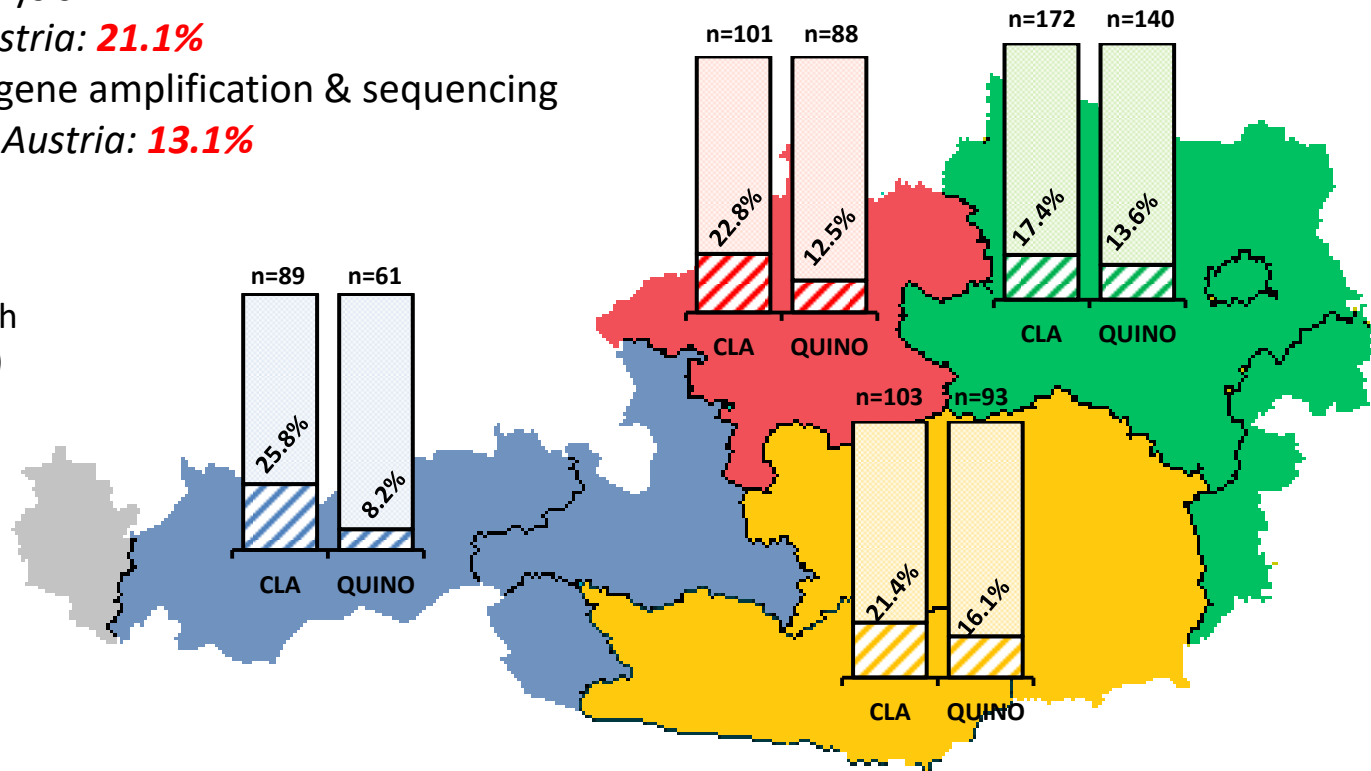 stria: 21.1%
gene amplification & sequencing
Austria: 13.1%
n=101 n=88
22.8% 12.5%
CLA QUINO
n=172 n=140
17.4% 13.6%
CLA QUINO
n=89 n=61
25.8% 8.2%
CLA QUINO
n=103 n=93
21.4% 16.1%
CLA QUINO
h
)